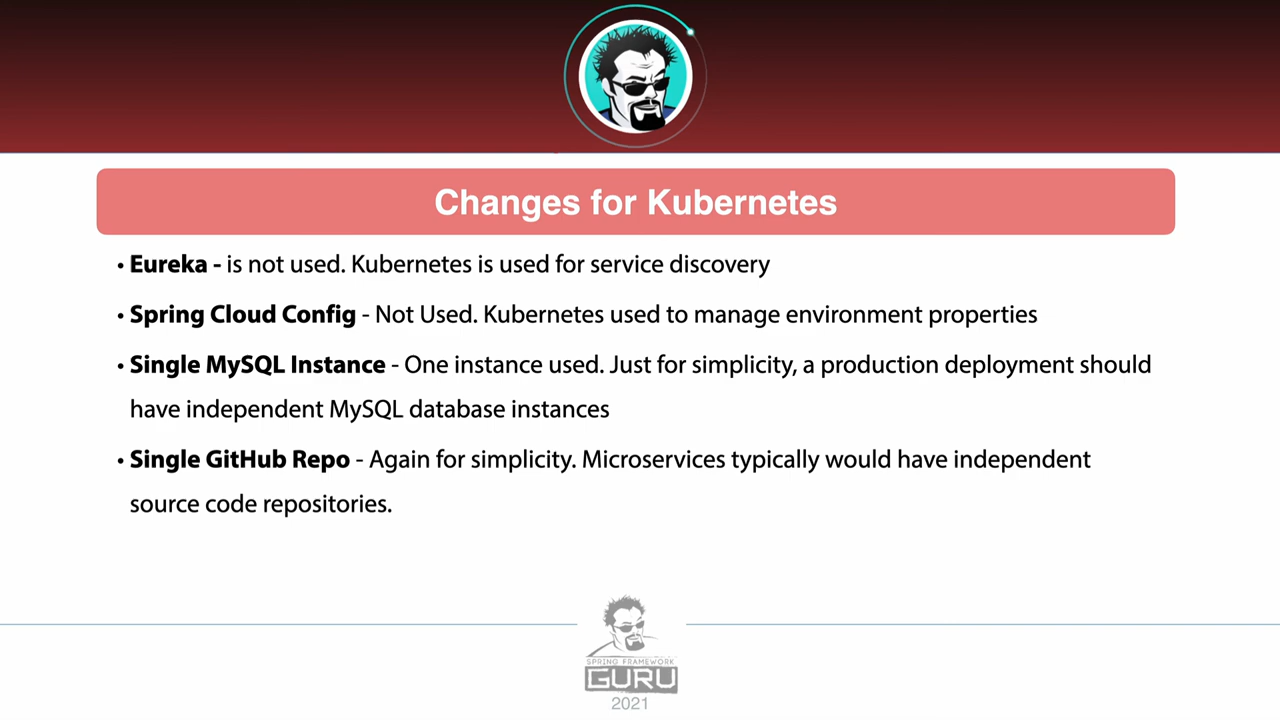 Changes for Kubernetes
• Eureka - is not used. Kubernetes is used for service discovery
• Spring Cloud Config - Not Used. Kubernetes used to manage environment properties
• Single MySQL Instance - One instance used. Just for simplicity, a production deployment should
have independent MySQL database instances
• Single GitHub Repo - Again for simplicity. Microservices typically would have independent
source code repositories.
SPRING FRAMEWORK
GURU
2021